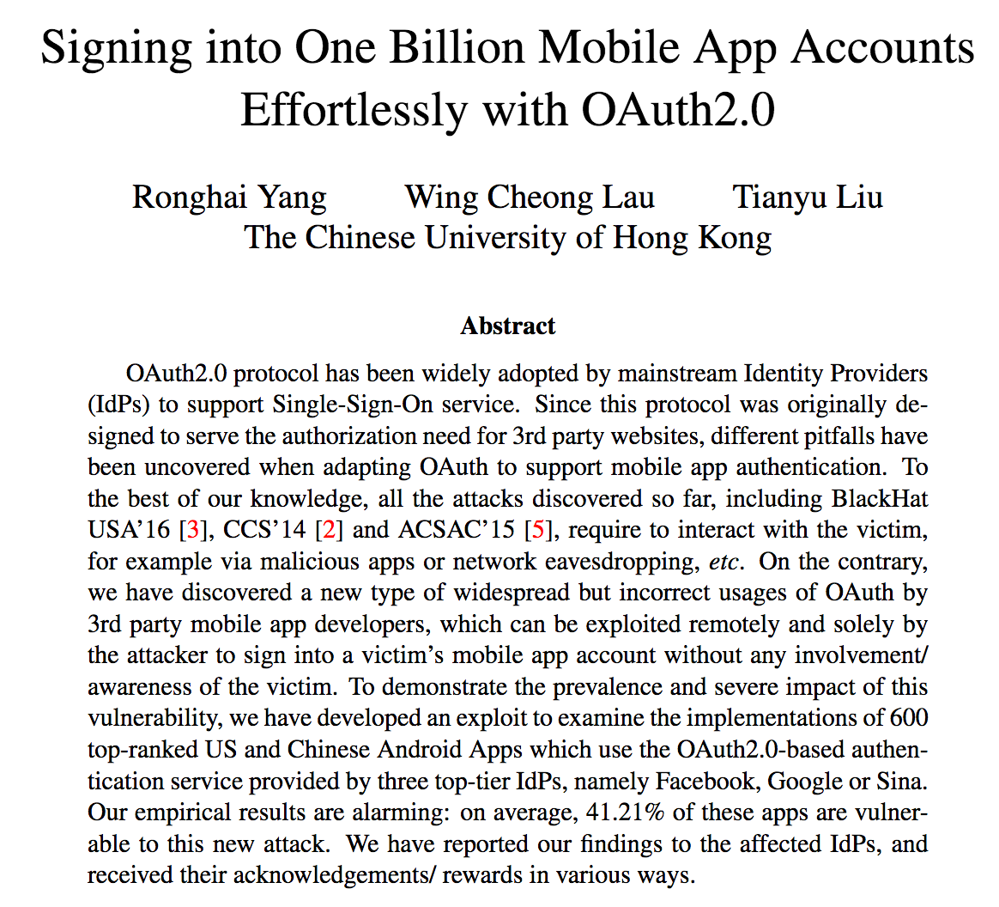 Signing into One Billion Mobile App Accounts
Effortlessly with OAuth2.0
Ronghai Yang Wing Cheong Lau Tianyu Liu
The Chinese University of Hong Kong
Abstract
OAuth2.0 protocol has been widely adopted by mainstream Identity Providers
(IdPs) to support Single-Sign-On service. Since this protocol was originally de-
signed to serve the authorization need for 3rd party websites, different pitfalls have
been uncovered when adapting OAuth to support mobile app authentication. To
the best of our knowledge, all the attacks discovered so far, including BlackHat
USA'16 [3], CCS'14 [2] and ACSAC'15 [5], require to interact with the victim,
for example via malicious apps or network eavesdropping, etc. On the contrary,
we have discovered a new type of widespread but incorrect usages of OAuth by
3rd party mobile app developers, which can be exploited remotely and solely by
the attacker to sign into a victim's mobile app account without any involvement/
awareness of the victim. To demonstrate the prevalence and severe impact of this
vulnerability, we have developed an exploit to examine the implementations of 600
top-ranked US and Chinese Android Apps which use the OAuth2.0-based authen-
tication service provided by three top-tier IdPs, namely Facebook, Google or Sina.
Our empirical results are alarming: on average, 41.21% of these apps are vulner-
able to this new attack. We have reported our findings to the affected IdPs, and
received their acknowledgements/ rewards in various ways.